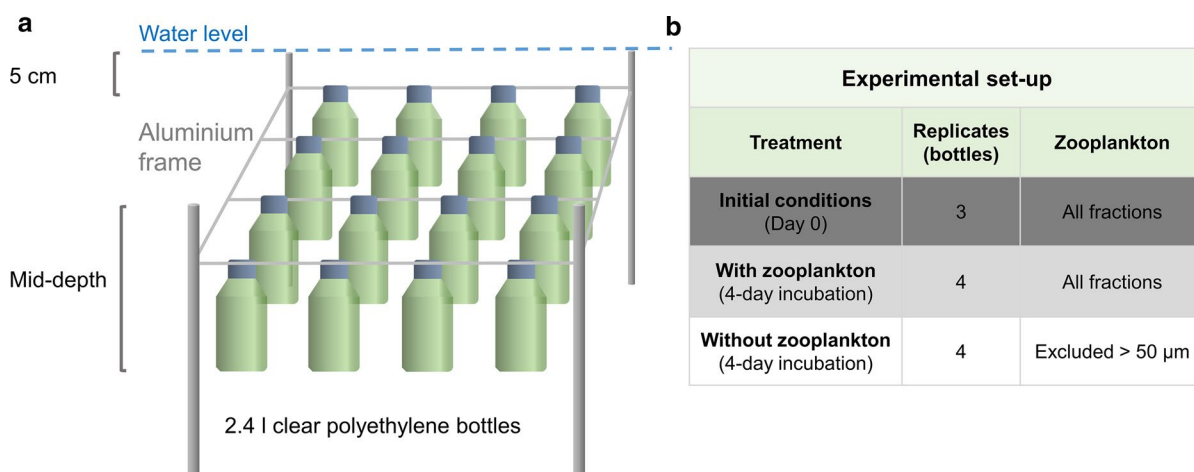 a
Water level
5 cm
Aluminium
frame
Mid-depth
2.4 l clear polyethylene bottles
b
Experimental set-up
Treatment
Replicates
(bottles)
Zooplankton
Initial conditions
(Day 0)
3
All fractions
With zooplankton
(4-day incubation)
4
All fractions
Without zooplankton
(4-day incubation)
4
Excluded > 50 µm